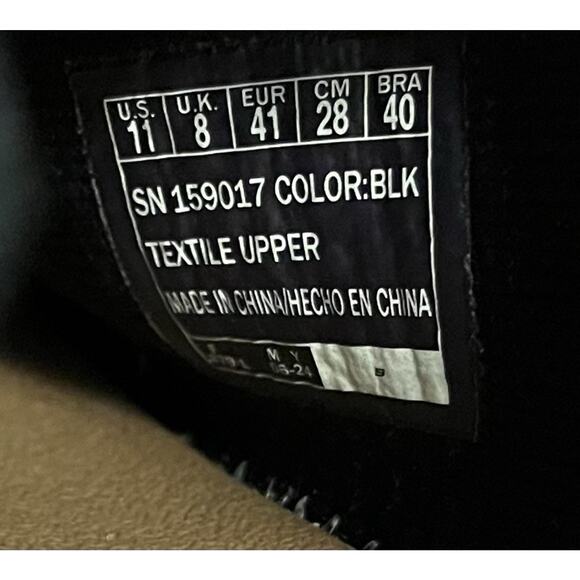 U.S. U.K. EUR CM BRA
11 8 41 28 40
SN 159017 COLOR:BLK
TEXTILE UPPER
MADE IN CHINA/HECHO EN CHINA
M Y